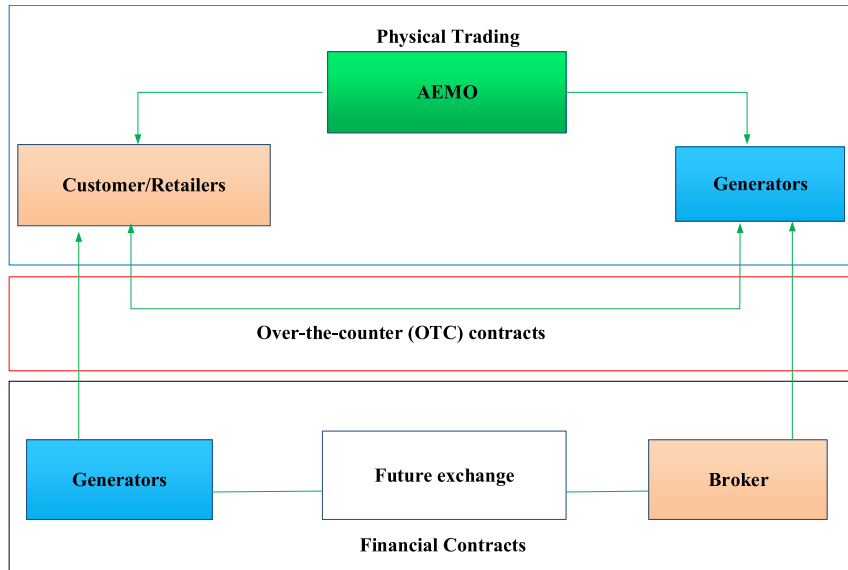 Physical Trading
AEMO
Customer/Retailers
Generators
Over-the-counter (OTC) contracts
Generators
Future exchange
Broker
Financial Contracts